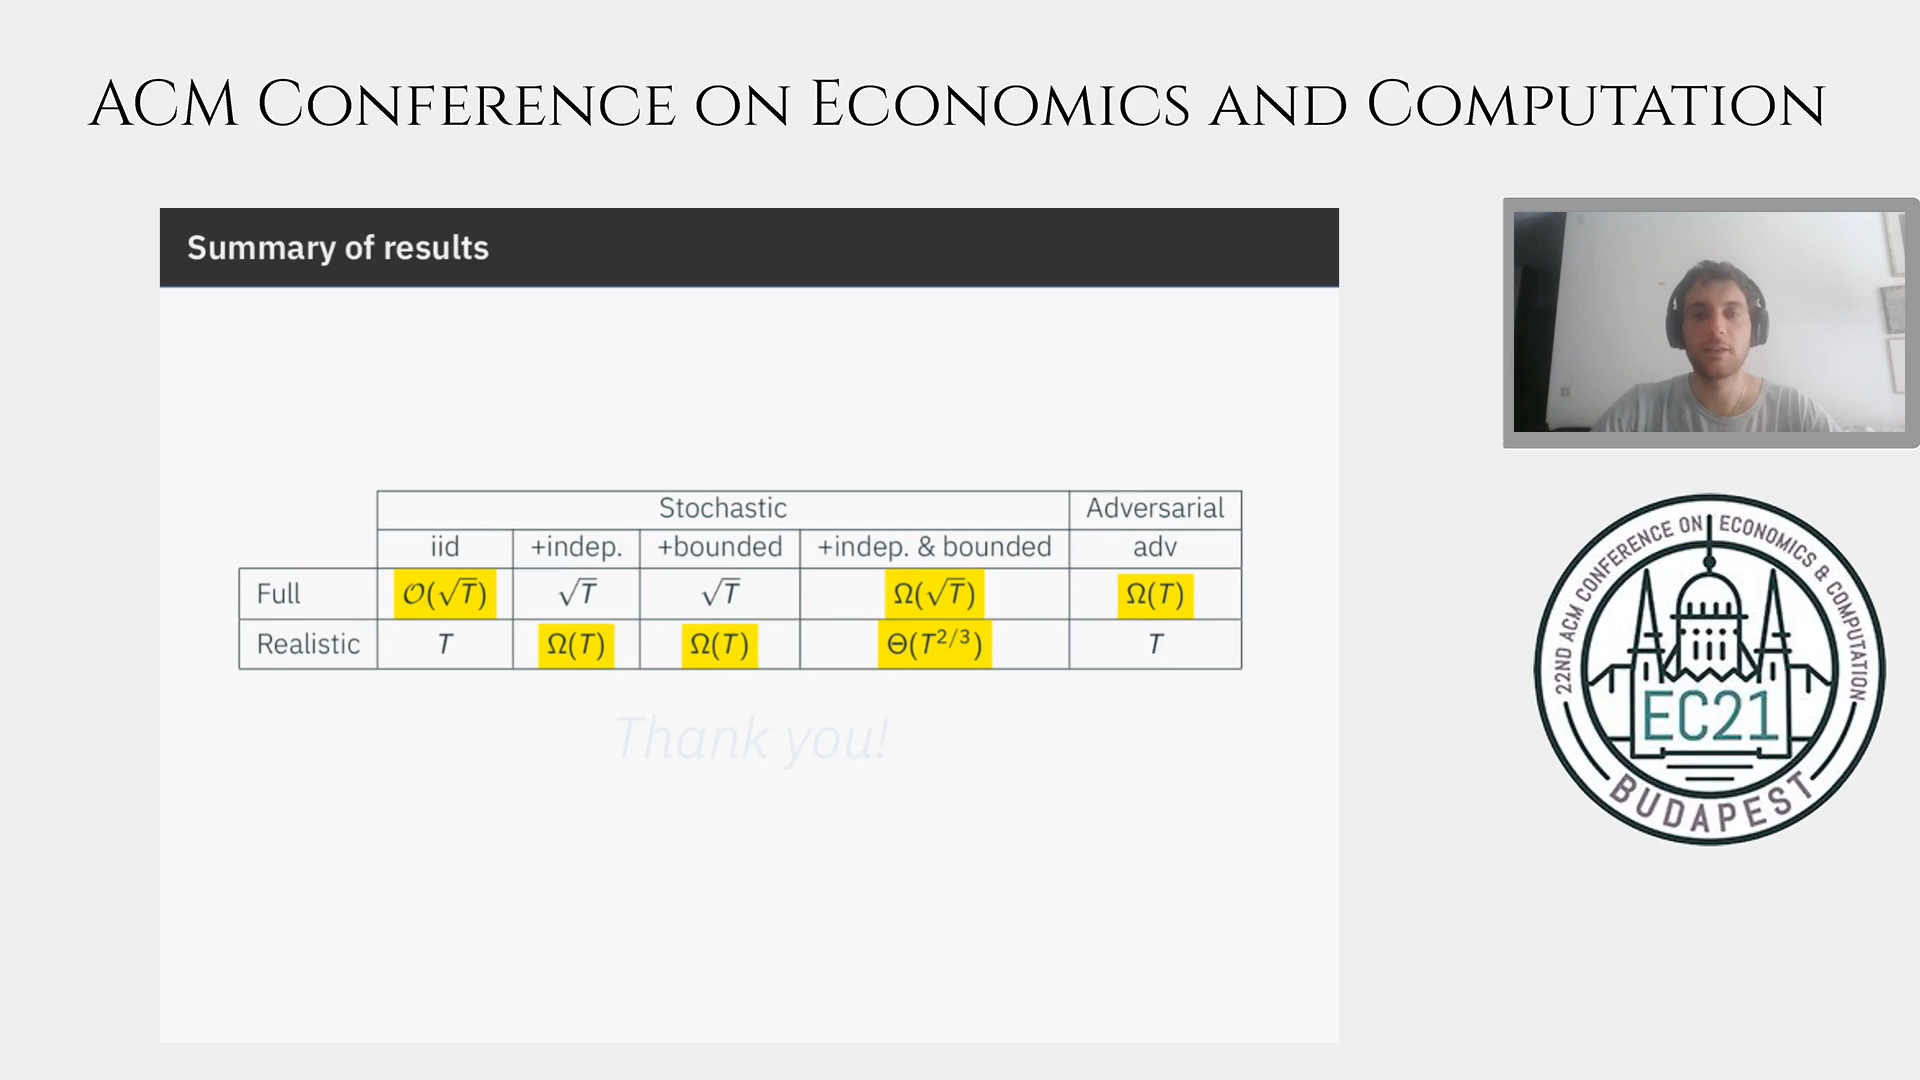 ACM CONFERENCE ON ECONOMICS AND COMPUTATION
Summary of results
Stochastic Adversarial
iid +indep. +bounded +indep. & bounded adv
Full 𝒪(√T) √T √T Ω(√T) Ω(T)
Realistic T Ω(T) Ω(T) Θ(T^{2/3}) T
Thank you!
22ND ACM CONFERENCE ON ECONOMICS & COMPUTATION
EC21
BUDAPEST